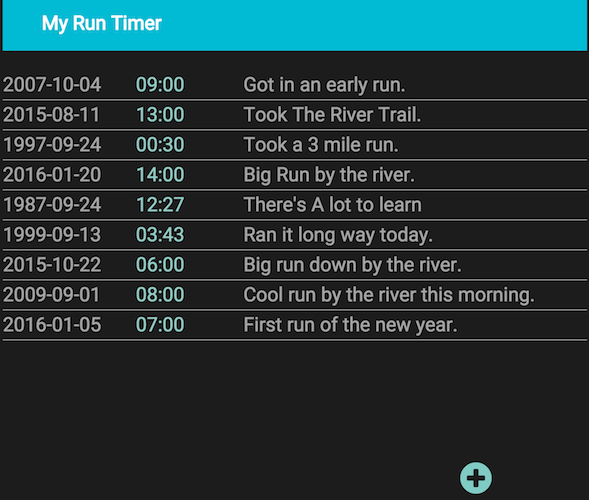 My Run Timer
2007-10-04 09:00 Got in an early run.
2015-08-11 13:00 Took The River Trail.
1997-09-24 00:30 Took a 3 mile run.
2016-01-20 14:00 Big Run by the river.
1987-09-24 12:27 There's A lot to learn
1999-09-13 03:43 Ran it long way today.
2015-10-22 06:00 Big run down by the river.
2009-09-01 08:00 Cool run by the river this morning.
2016-01-05 07:00 First run of the new year.